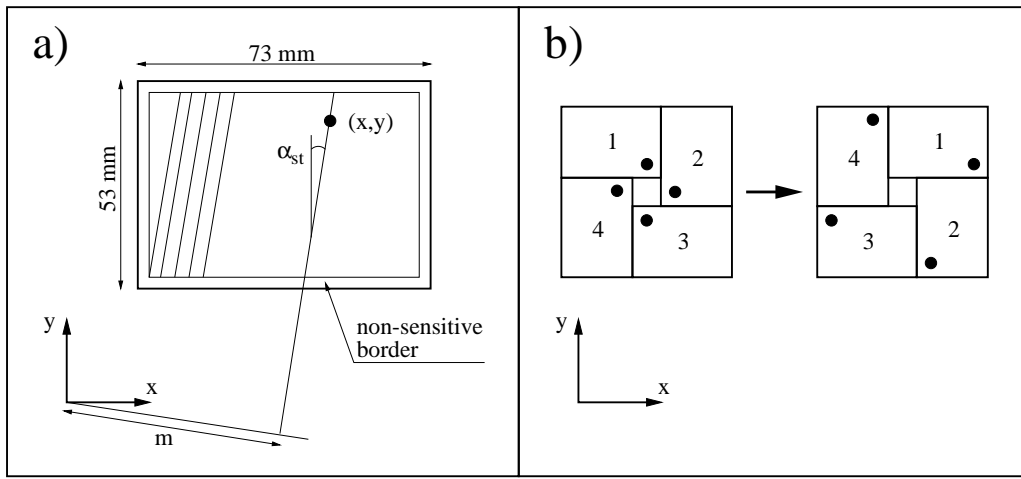 a)
73 mm
53 mm
(x,y)
α_st
non-sensitive
border
y
x
m
b)
1
2
4
3
4
1
3
2
y
x